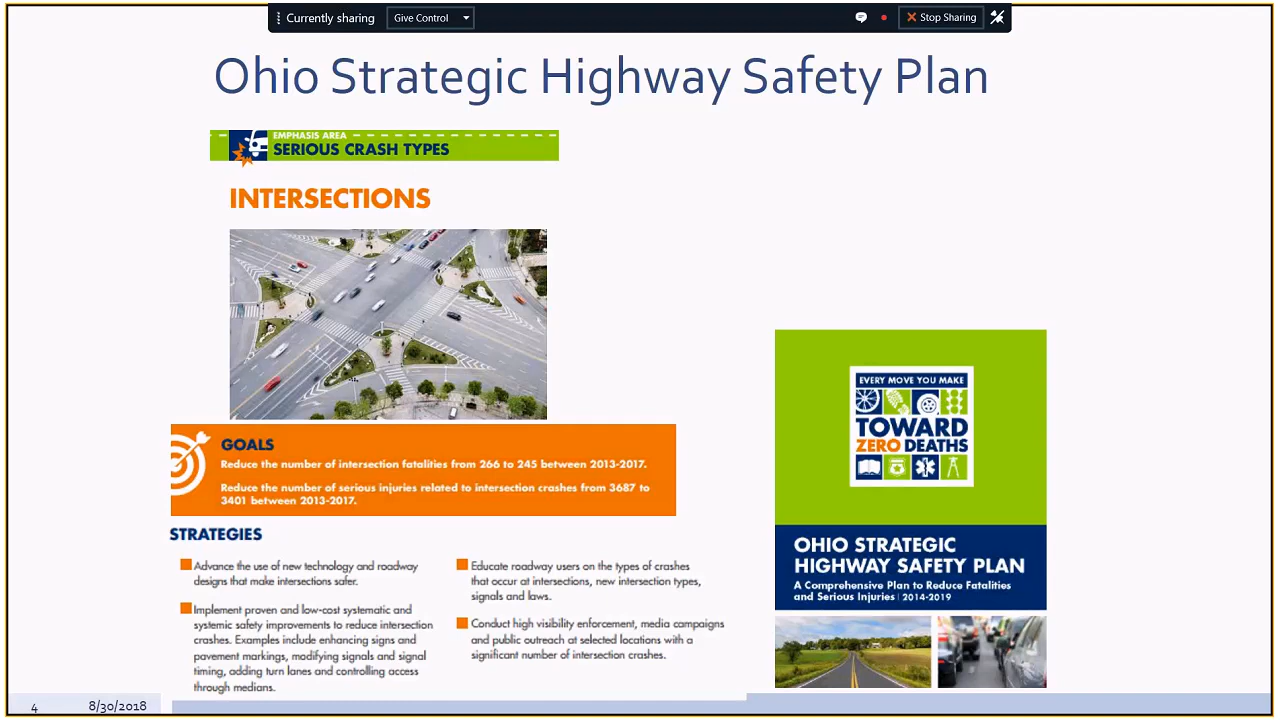 Currently sharing
Give Control
Stop Sharing
Ohio Strategic Highway Safety Plan
EMPHASIS AREA
SERIOUS CRASH TYPES
INTERSECTIONS
GOALS
Reduce the number of intersection fatalities from 266 to 245 between 2013-2017.
Reduce the number of serious injuries related to intersection crashes from 3687 to
3401 between 2013-2017.
STRATEGIES
Advance the use of new technology and roadway
designs that make intersections safer.
Implement proven and low-cost systematic and
systemic safety improvements to reduce intersection
crashes. Examples include enhancing signs and
pavement markings, modifying signals and signal
timing, adding turn lanes and controlling access
through medians.
Educate roadway users on the types of crashes
that occur at intersections, new intersection types,
signals and laws.
Conduct high visibility enforcement, media campaigns
and public outreach at selected locations with a
significant number of intersection crashes.
EVERY MOVE YOU MAKE
TOWARD
ZERO DEATHS
OHIO STRATEGIC
HIGHWAY SAFETY PLAN
A Comprehensive Plan to Reduce Fatalities
and Serious Injuries | 2014-2019
4
8/30/2018